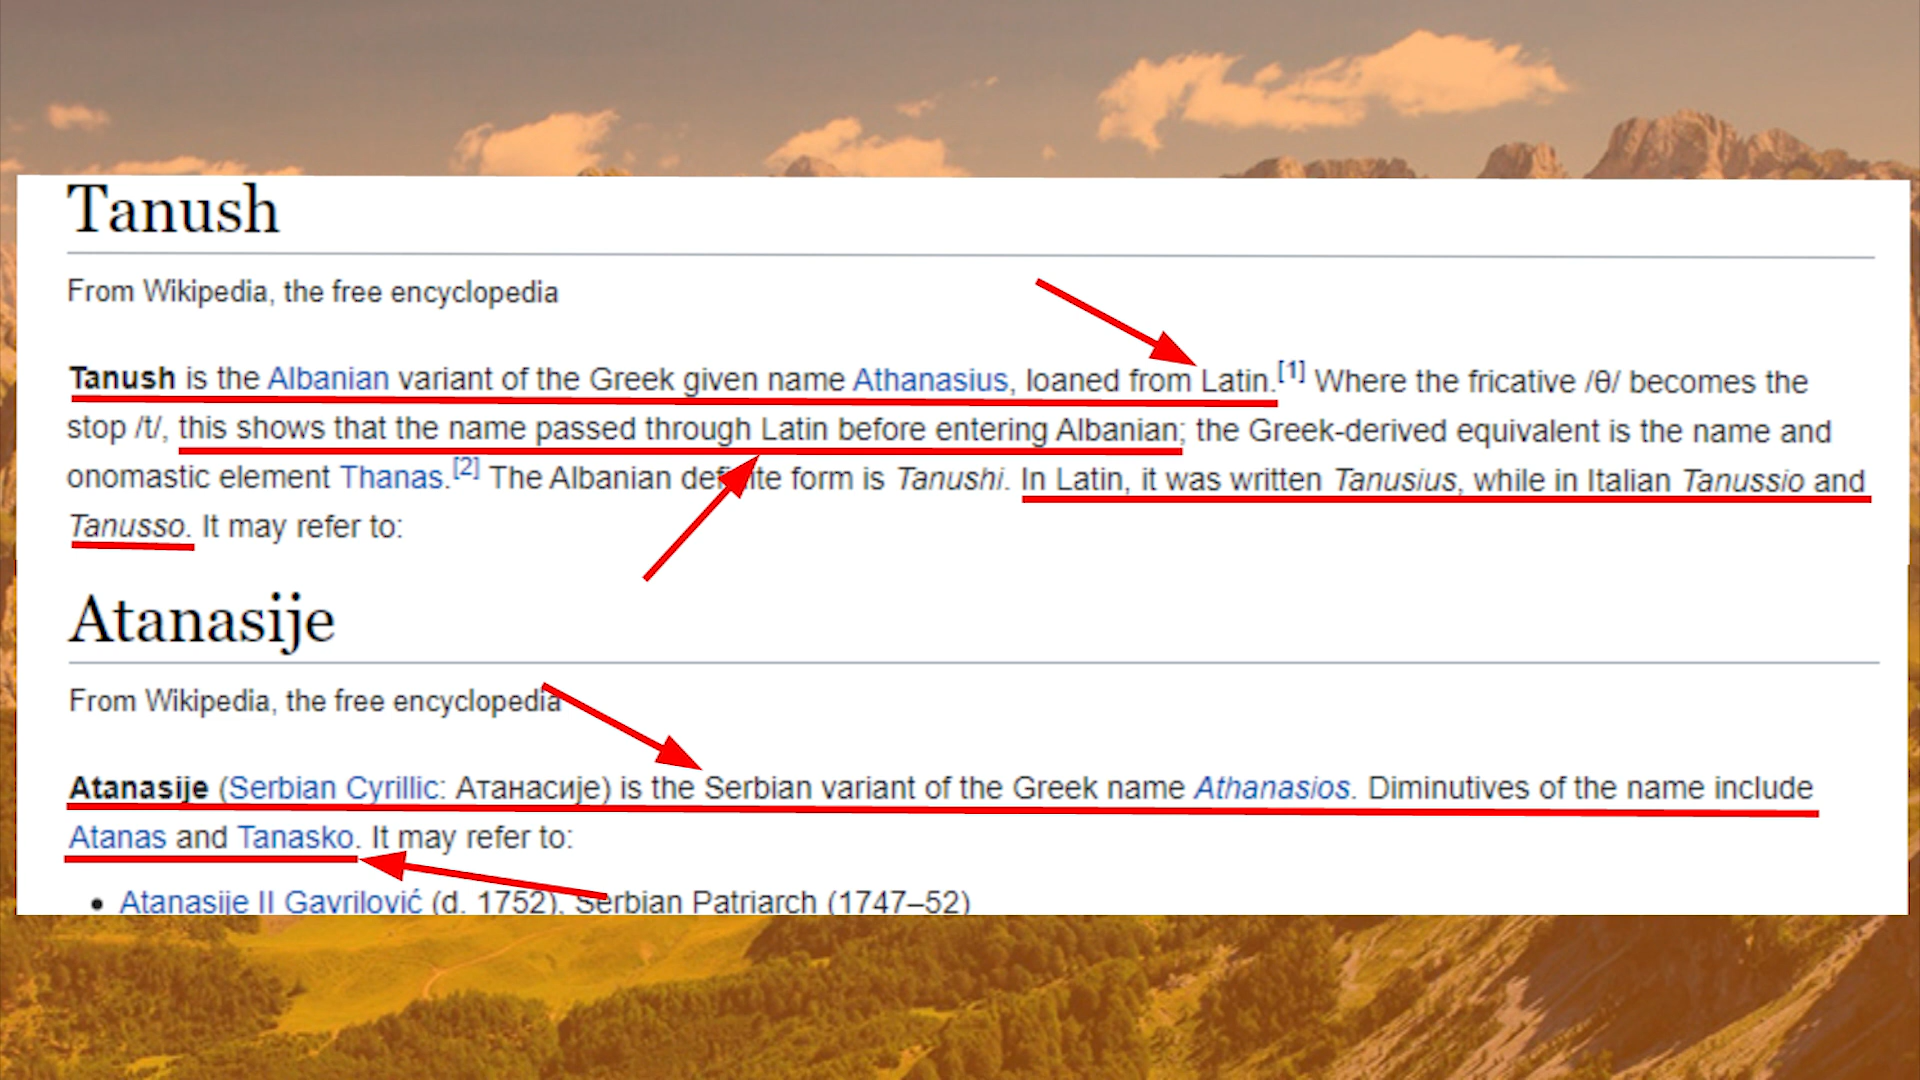 Tanush
From Wikipedia, the free encyclopedia
Tanush is the Albanian variant of the Greek given name Athanasius, loaned from Latin.[1] Where the fricative /θ/ becomes the
stop /t/, this shows that the name passed through Latin before entering Albanian; the Greek-derived equivalent is the name and
onomastic element Thanas.[2] The Albanian definite form is Tanushi. In Latin, it was written Tanusius, while in Italian Tanussio and
Tanusso. It may refer to:
Atanasije
From Wikipedia, the free encyclopedia
Atanasije (Serbian Cyrillic: Атанасије) is the Serbian variant of the Greek name Athanasios. Diminutives of the name include
Atanas and Tanasko. It may refer to:
• Atanasije II Gavrilović (d. 1752), Serbian Patriarch (1747–52)